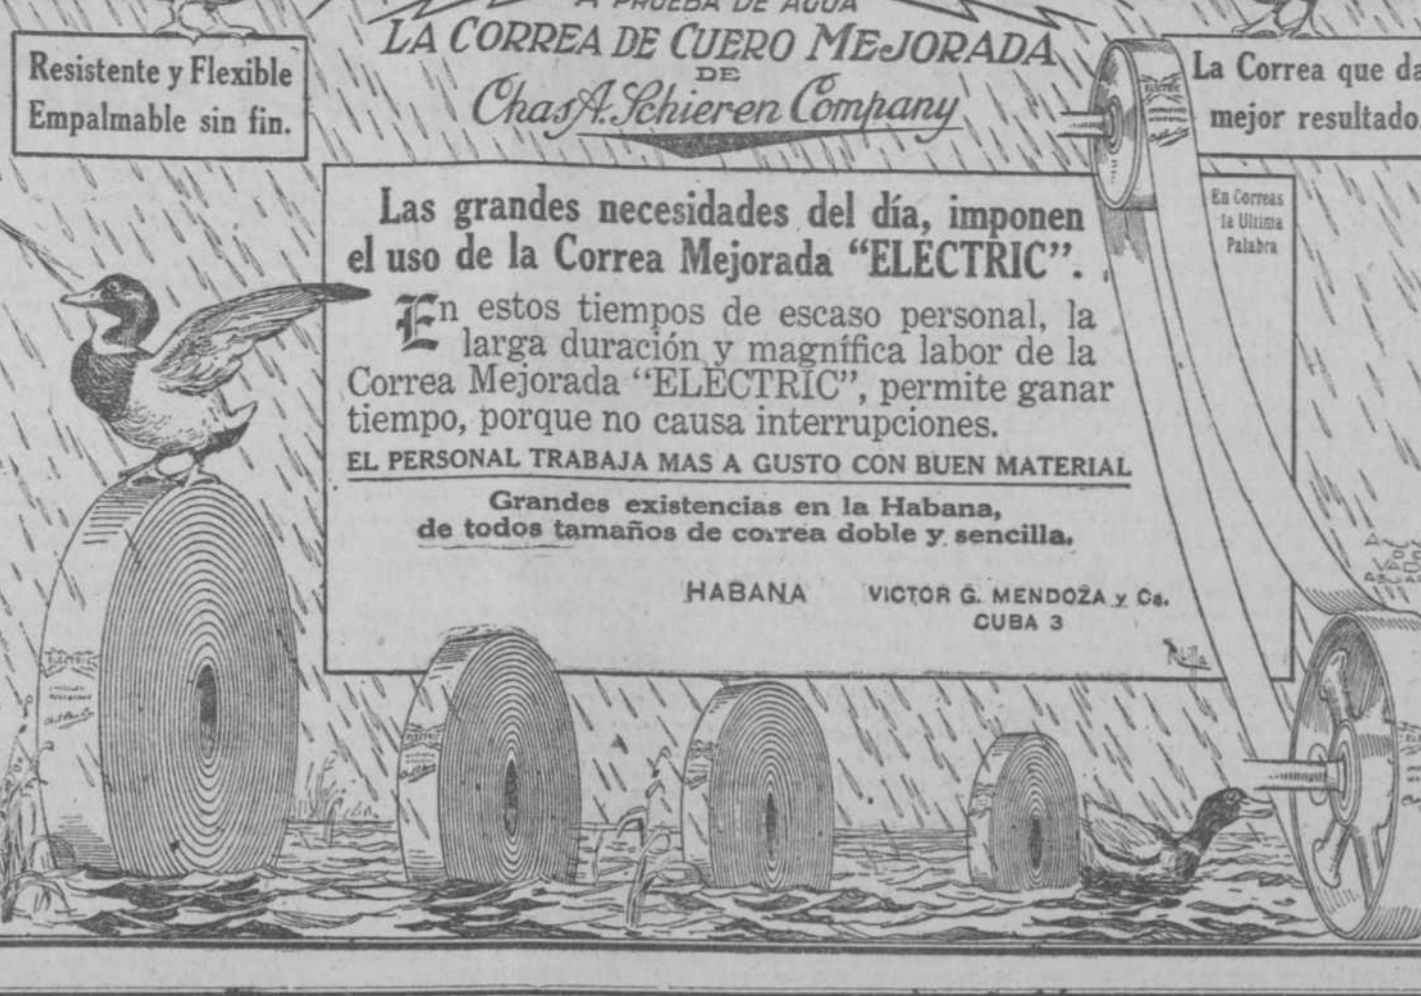 A PRUEBA DE AGUA
LA CORREA DE CUERO MEJORADA
DE
Chas A. Schieren Company
Resistente y Flexible
Empalmable sin fin.
La Correa que da
mejor resultado.
En Correas
la Ultima
Palabra
Las grandes necesidades del día, imponen
el uso de la Correa Mejorada “ELECTRIC”.
En estos tiempos de escaso personal, la
larga duración y magnífica labor de la
Correa Mejorada “ELECTRIC”, permite ganar
tiempo, porque no causa interrupciones.
EL PERSONAL TRABAJA MAS A GUSTO CON BUEN MATERIAL
Grandes existencias en la Habana,
de todos tamaños de correa doble y sencilla.
HABANA VICTOR G. MENDOZA y Ca.
CUBA 3
ELECTRIC